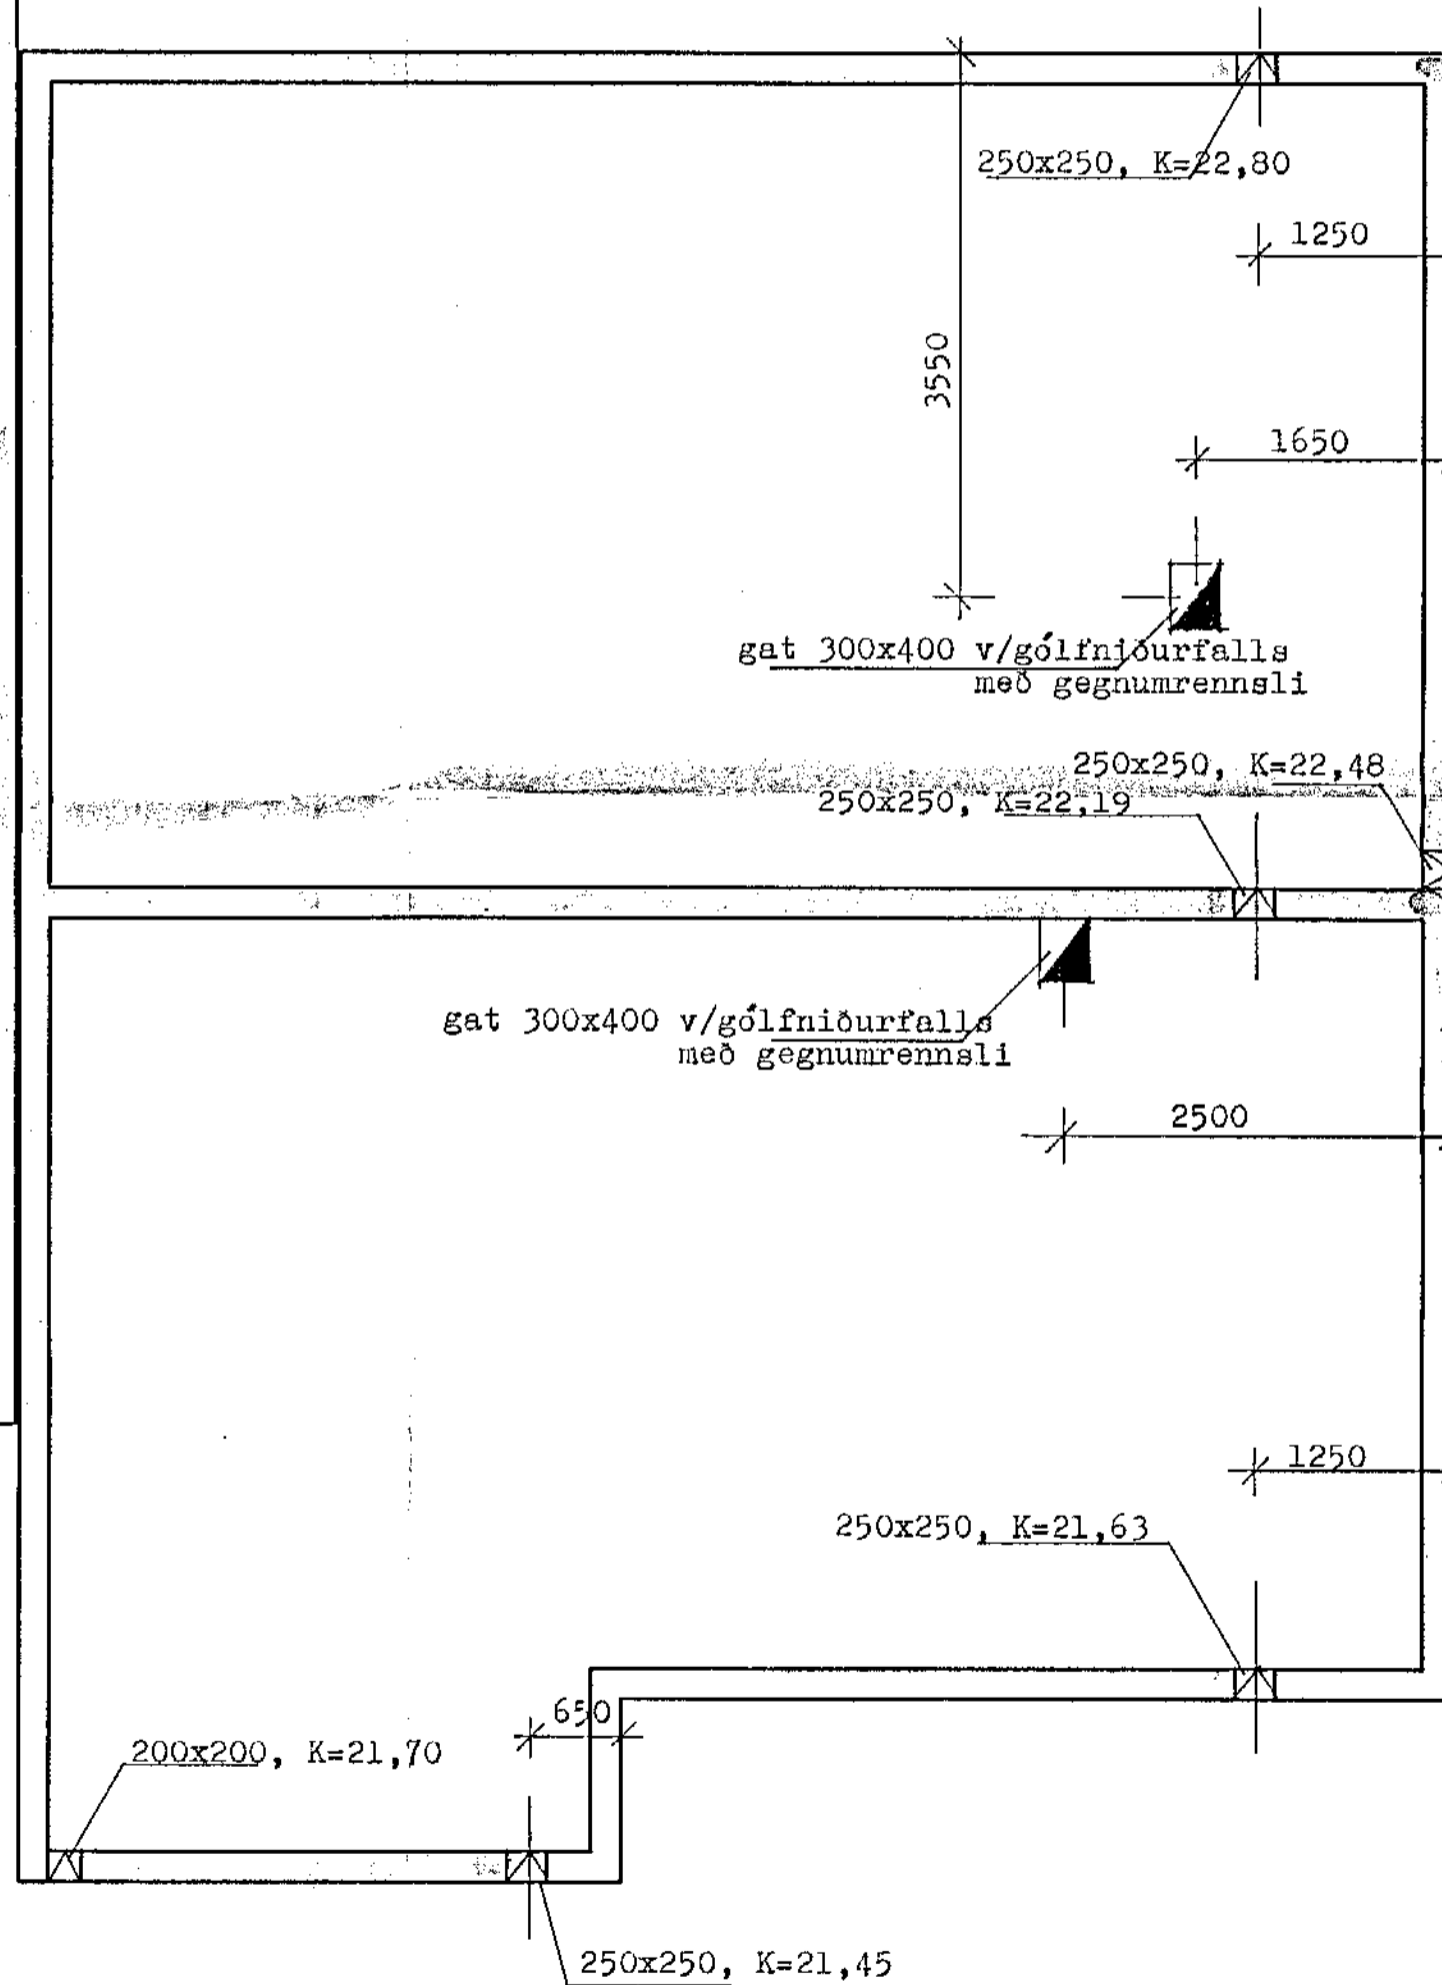 250x250, K=22,80
1250
3550
1650
gat 300x400 v/gólfniðurfalls
með gegnumrennsli
250x250, K=22,48
250x250, K=22,19
gat 300x400 v/gólfniðurfalls
með gegnumrennsli
2500
1250
250x250, K=21,63
650
200x200, K=21,70
250x250, K=21,45